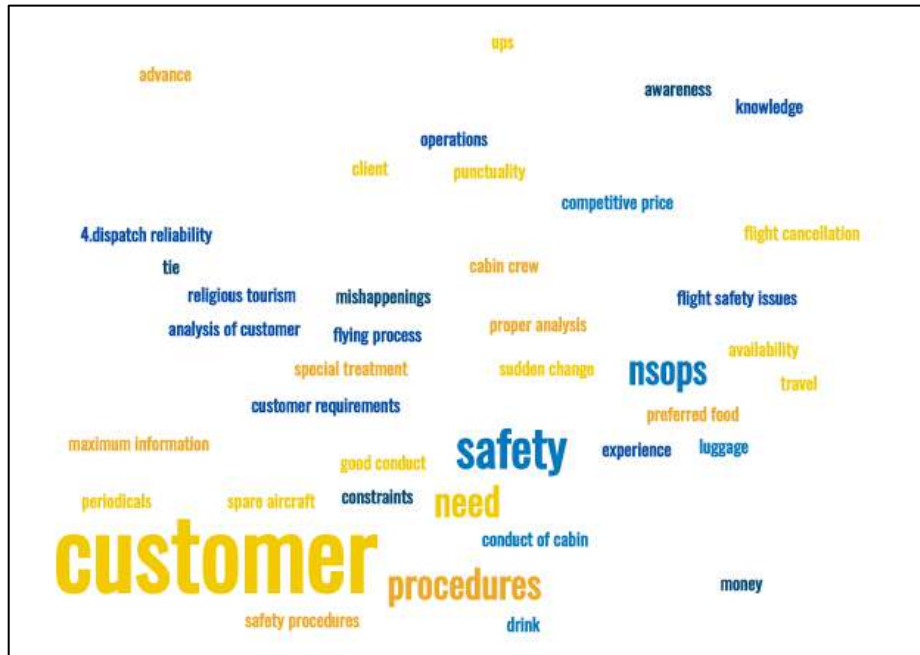 ups
advance
awareness
knowledge
operations
client
punctuality
competitive price
4.dispatch reliability
flight cancellation
tie
cabin crew
religious tourism
mishappenings
flight safety issues
analysis of customer
flying process
proper analysis
availability
special treatment
sudden change
nsops
travel
customer requirements
preferred food
maximum information
good conduct
safety
experience
luggage
periodicals
spare aircraft
constraints
need
customer
conduct of cabin
procedures
money
safety procedures
drink